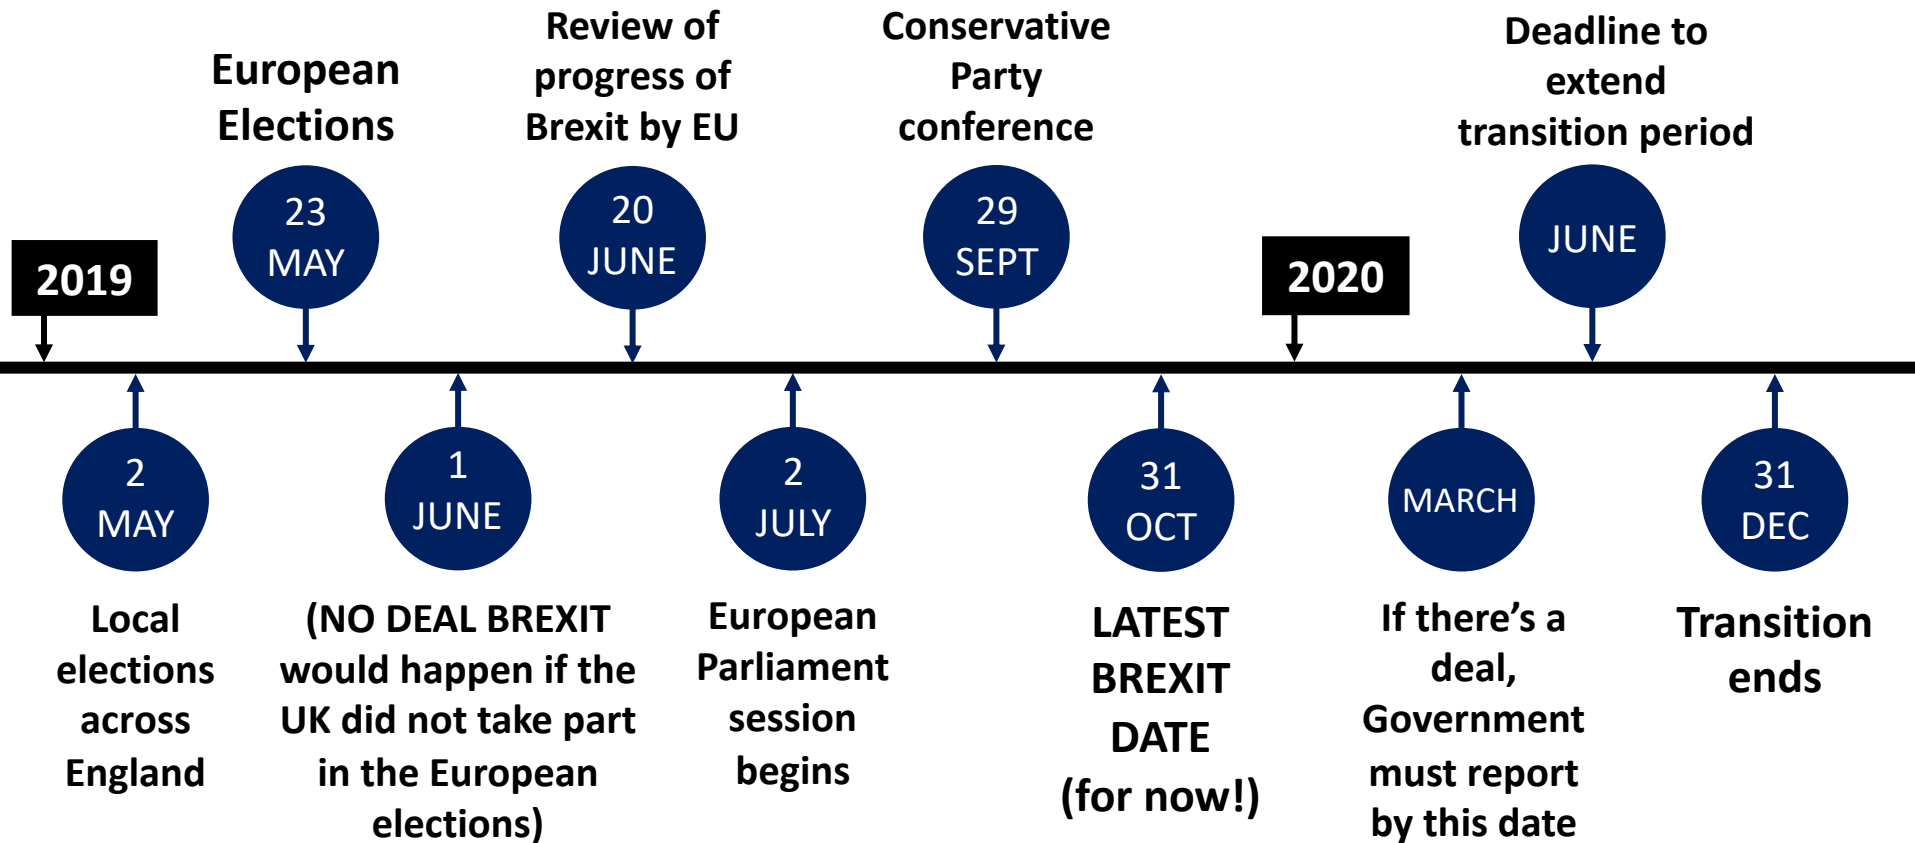 European
Elections
Review of
progress of
Brexit by EU
Conservative
Party
conference
Deadline to
extend
transition period
2019
23
MAY
20
JUNE
29
SEPT
2020
JUNE
2
MAY
1
JUNE
2
JULY
31
OCT
MARCH
31
DEC
Local
elections
across
England
(NO DEAL BREXIT
would happen if the
UK did not take part
in the European
elections)
European
Parliament
session
begins
LATEST
BREXIT
DATE
(for now!)
If there’s a
deal,
Government
must report
by this date
Transition
ends